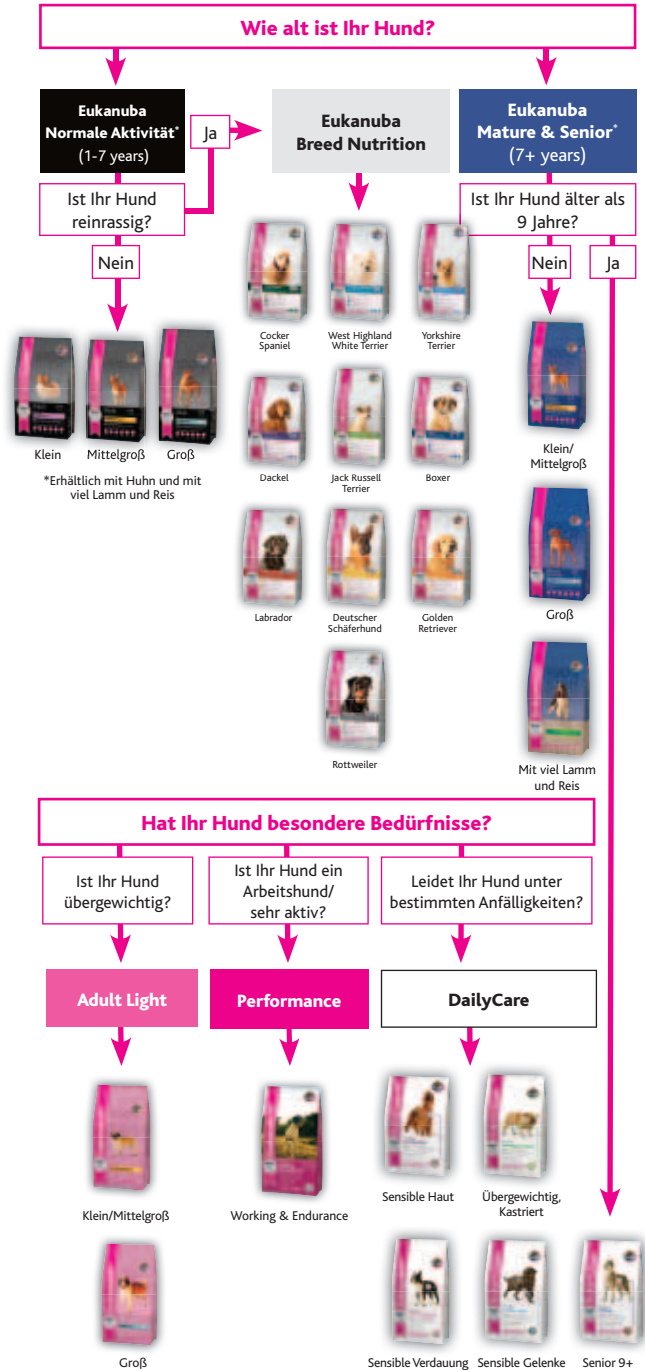 Wie alt ist Ihr Hund?
Eukanuba
Normale Aktivität*
(1-7 years)
Ja
Eukanuba
Breed Nutrition
Eukanuba
Mature & Senior*
(7+ years)
Ist Ihr Hund
reinrassig?
Ist Ihr Hund älter als
9 Jahre?
Nein
Nein
Ja
Cocker
Spaniel
West Highland
White Terrier
Yorkshire
Terrier
Klein
Mittelgroß
Groß
*Erhältlich mit Huhn und mit
viel Lamm und Reis
Klein/
Mittelgroß
Dackel
Jack Russell
Terrier
Boxer
Labrador
Deutscher
Schäferhund
Golden
Retriever
Groß
Rottweiler
Mit viel Lamm
und Reis
Hat Ihr Hund besondere Bedürfnisse?
Ist Ihr Hund
übergewichtig?
Ist Ihr Hund ein
Arbeitshund/
sehr aktiv?
Leidet Ihr Hund unter
bestimmten Anfälligkeiten?
Adult Light
Performance
DailyCare
Klein/Mittelgroß
Working & Endurance
Sensible Haut
Übergewichtig,
Kastriert
Groß
Sensible Verdauung
Sensible Gelenke
Senior 9+